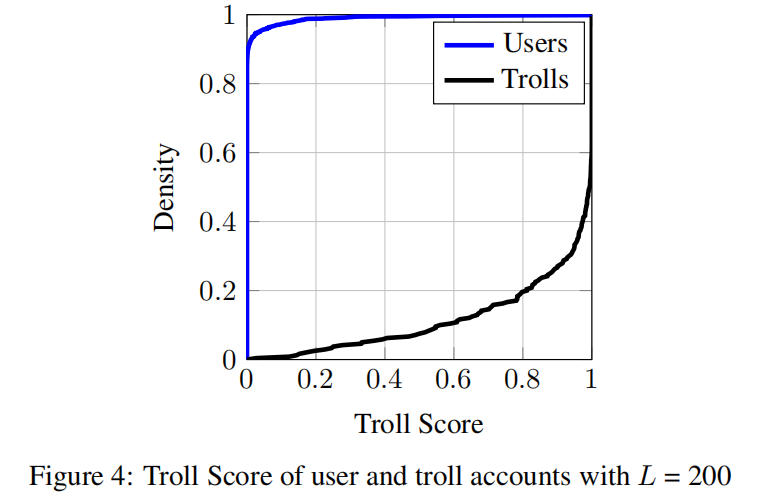 1
0.8
0.6
0.4
0.2
0
Density
Users
Trolls
0 0.2 0.4 0.6 0.8 1
Troll Score
Figure 4: Troll Score of user and troll accounts with L = 200